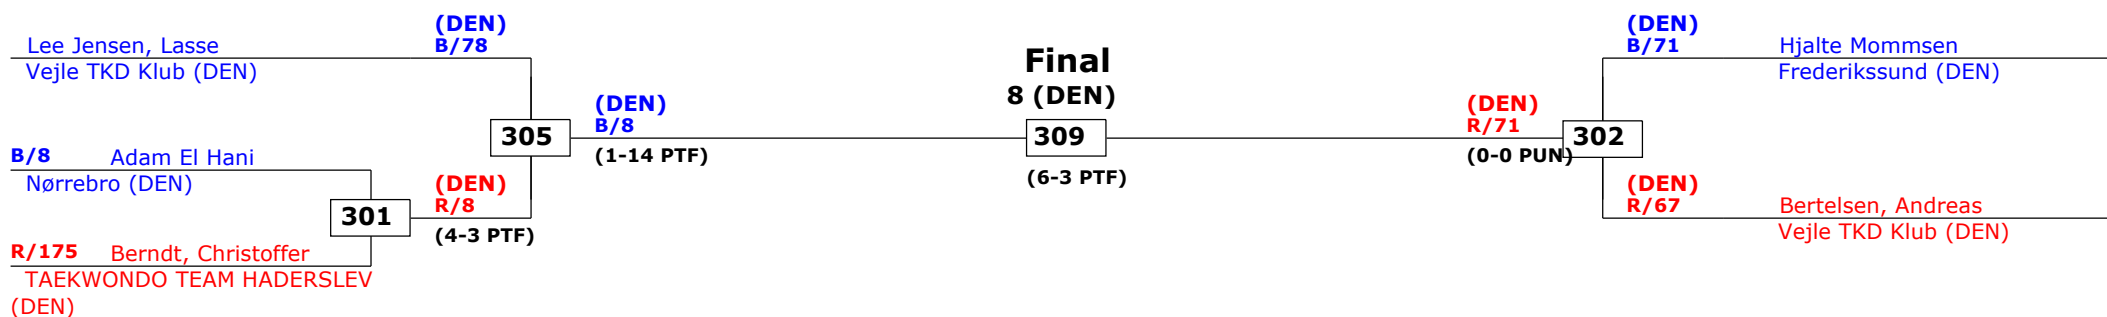 (DEN)
B/78
Lee Jensen, Lasse
Vejle TKD Klub (DEN)
305
(DEN)
B/8
(1-14 PTF)
B/8 Adam El Hani
Nørrebro (DEN)
301
(DEN)
R/8
(4-3 PTF)
R/175 Berndt, Christoffer
TAEKWONDO TEAM HADERSLEV
(DEN)
Final
8 (DEN)
309
(6-3 PTF)
(DEN)
R/71
(0-0 PUN)
302
(DEN)
B/71
Hjalte Mommsen
Frederikssund (DEN)
(DEN)
R/67
Bertelsen, Andreas
Vejle TKD Klub (DEN)